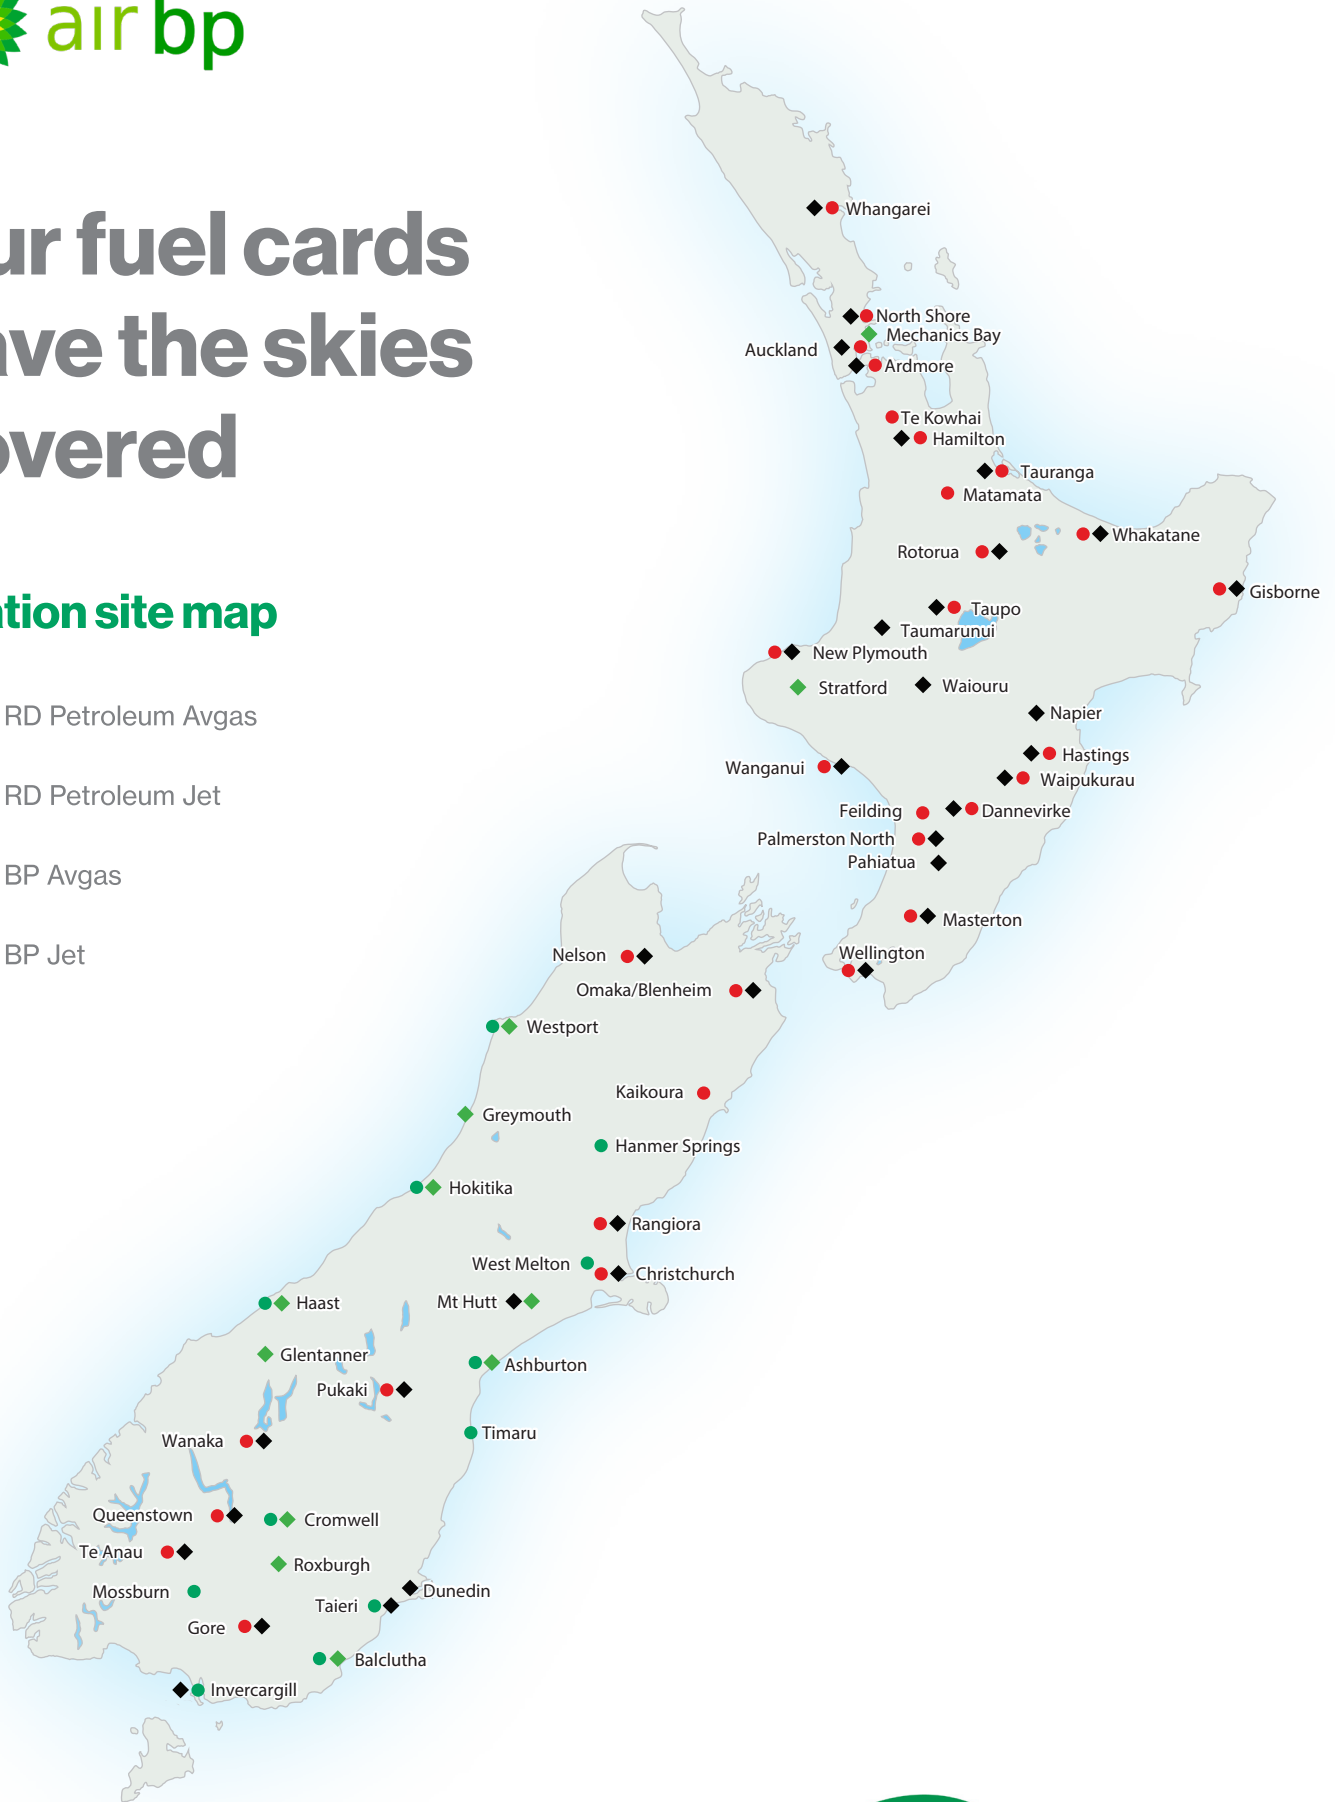 air bp
ur fuel cards
ave the skies
overed
ation site map
RD Petroleum Avgas
RD Petroleum Jet
BP Avgas
BP Jet
Whangarei
North Shore
Mechanics Bay
Auckland
Ardmore
Te Kowhai
Hamilton
Tauranga
Matamata
Whakatane
Rotorua
Gisborne
Taupo
Taumarunui
New Plymouth
Stratford
Waiouru
Napier
Hastings
Wanganui
Waipukurau
Feilding
Dannevirke
Palmerston North
Pahiatua
Masterton
Wellington
Nelson
Omaka/Blenheim
Westport
Kaikoura
Greymouth
Hanmer Springs
Hokitika
Rangiora
West Melton
Christchurch
Mt Hutt
Haast
Glentanner
Ashburton
Pukaki
Timaru
Wanaka
Queenstown
Cromwell
Te Anau
Roxburgh
Mossburn
Dunedin
Taieri
Gore
Balclutha
Invercargill